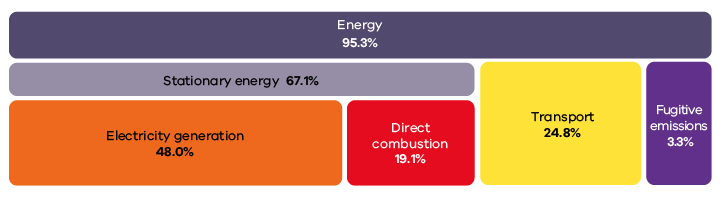 Energy
95.3%
Stationary energy 67.1%
Electricity generation
48.0%
Direct
combustion
19.1%
Transport
24.8%
Fugitive
emissions
3.3%